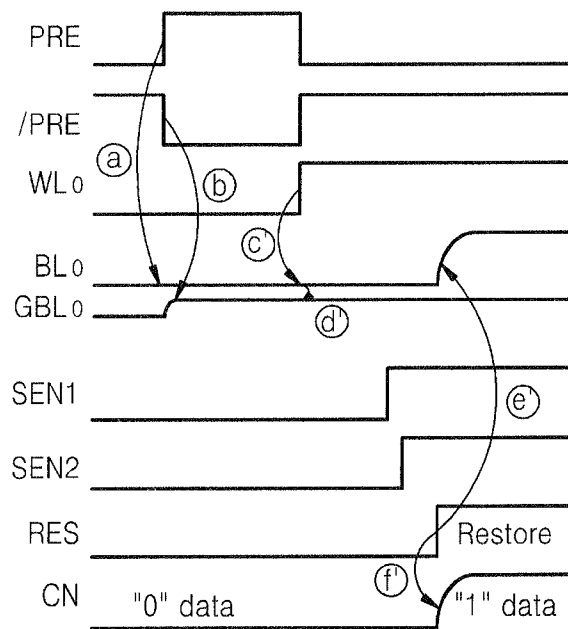 PRE
/PRE
ⓐ
WL0
ⓑ
ⓒ'
BL0
GBL0
ⓓ'
SEN1
ⓔ'
SEN2
RES
Restore
ⓕ'
CN
"0" data
"1" data